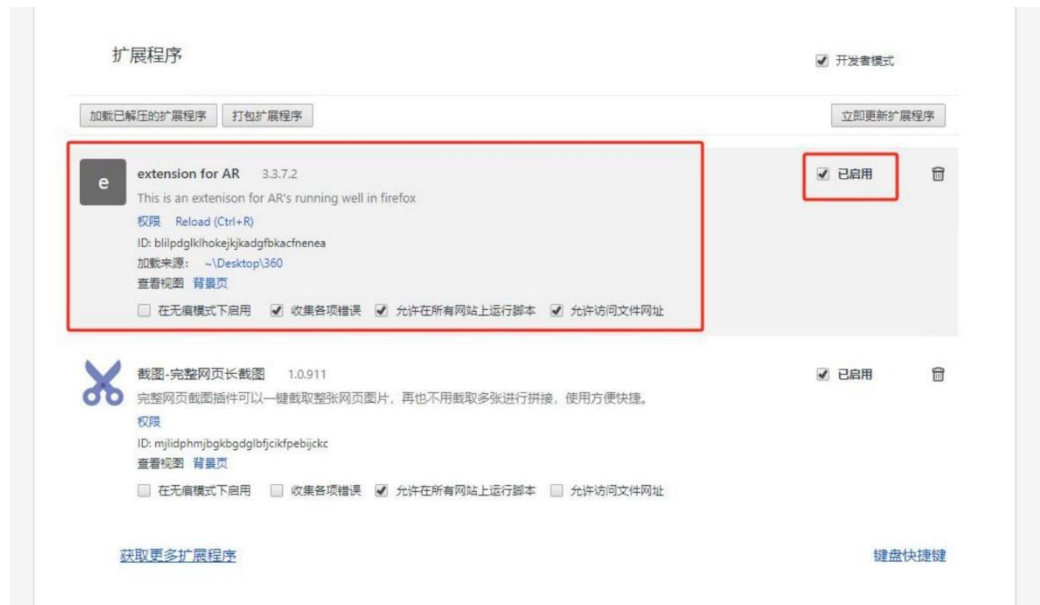 扩展程序
开发者模式
加载已解压的扩展程序 打包扩展程序 立即更新扩展程序
e extension for AR 3.3.7.2 已启用
This is an extenison for AR's running well in firefox
权限 Reload (Ctrl+R)
ID: blilpdglklhokejkjkadgfbkacfnenea
加载来源： ~\Desktop\360
查看视图 背景页
在无痕模式下启用 收集各项错误 允许在所有网站上运行脚本 允许访问文件网址
截图-完整网页长截图 1.0.911 已启用
完整网页截图插件可以一键截取整张网页图片，再也不用截取多张进行拼接，使用方便快捷。
权限
ID: mjlidphmjbgkbgdglbfjcikfpebijckc
查看视图 背景页
在无痕模式下启用 收集各项错误 允许在所有网站上运行脚本 允许访问文件网址
获取更多扩展程序 键盘快捷键